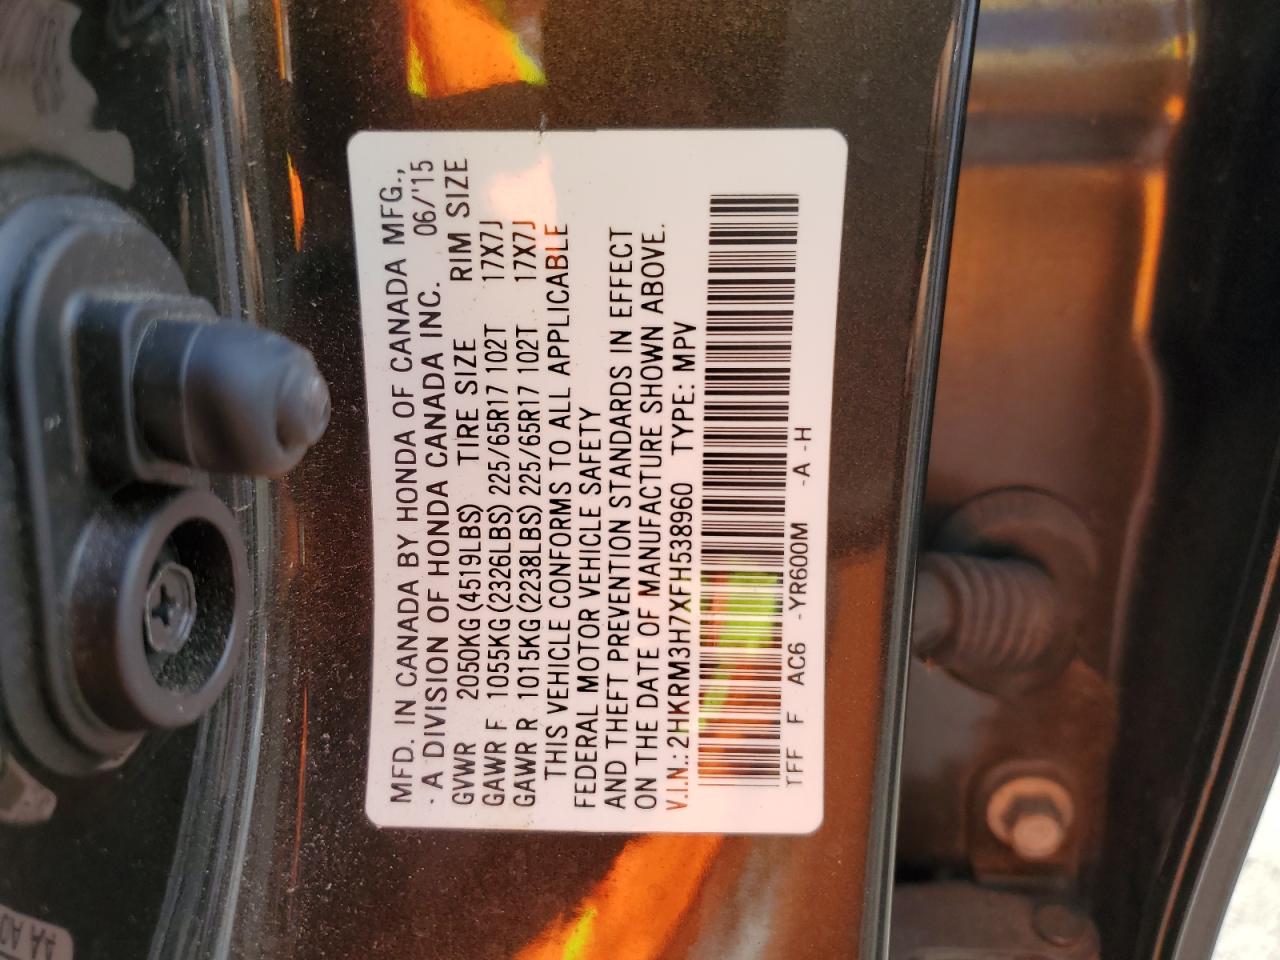 MFD. IN CANADA BY HONDA OF CANADA MFG.,
- A DIVISION OF HONDA CANADA INC. 06/'15
GVWR 2050KG(4519LBS) TIRE SIZE RIM SIZE
GAWR F 1055KG(2326LBS) 225/65R17 102T 17X7J
GAWR R 1015KG(2238LBS) 225/65R17 102T 17X7J
THIS VEHICLE CONFORMS TO ALL APPLICABLE
FEDERAL MOTOR VEHICLE SAFETY
AND THEFT PREVENTION STANDARDS IN EFFECT
ON THE DATE OF MANUFACTURE SHOWN ABOVE.
V.I.N.: 2HKRM3H7XFH538960 TYPE: MPV
TFF F AC6 -YR600M -A -H